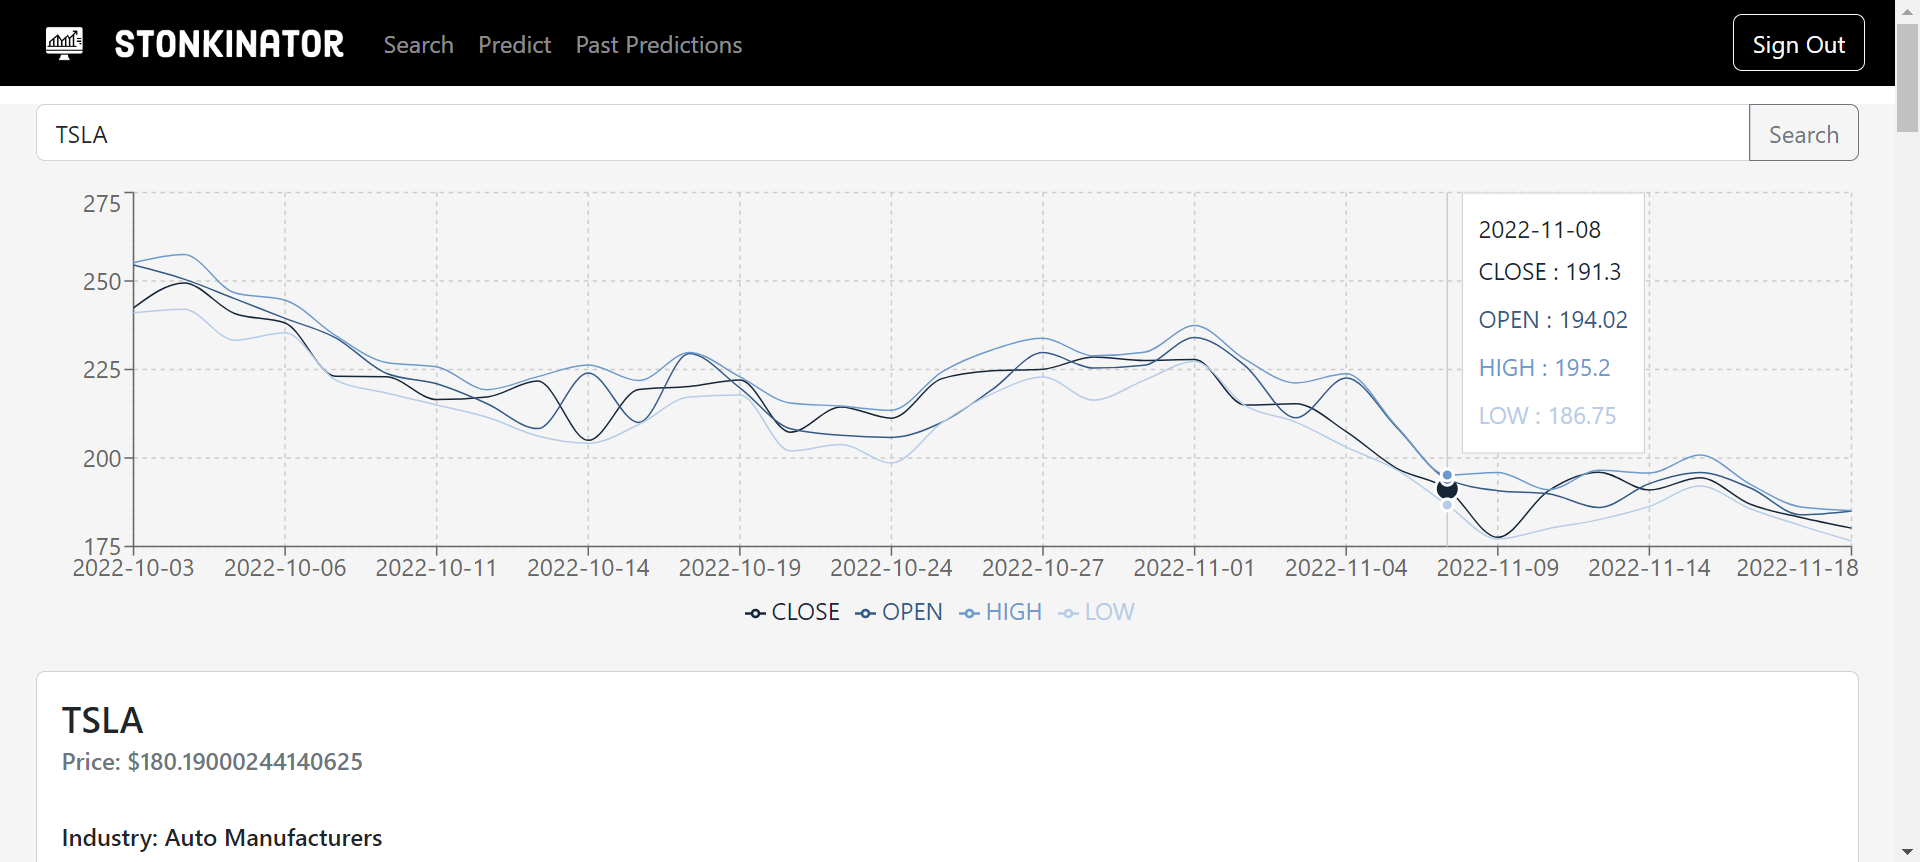 STONKINATOR Search Predict Past Predictions Sign Out
TSLA Search
275
250
225
200
175
2022-11-08
CLOSE : 191.3
OPEN : 194.02
HIGH : 195.2
LOW : 186.75
2022-10-03 2022-10-06 2022-10-11 2022-10-14 2022-10-19 2022-10-24 2022-10-27 2022-11-01 2022-11-04 2022-11-09 2022-11-14 2022-11-18
CLOSE OPEN HIGH LOW
TSLA
Price: $180.19000244140625
Industry: Auto Manufacturers